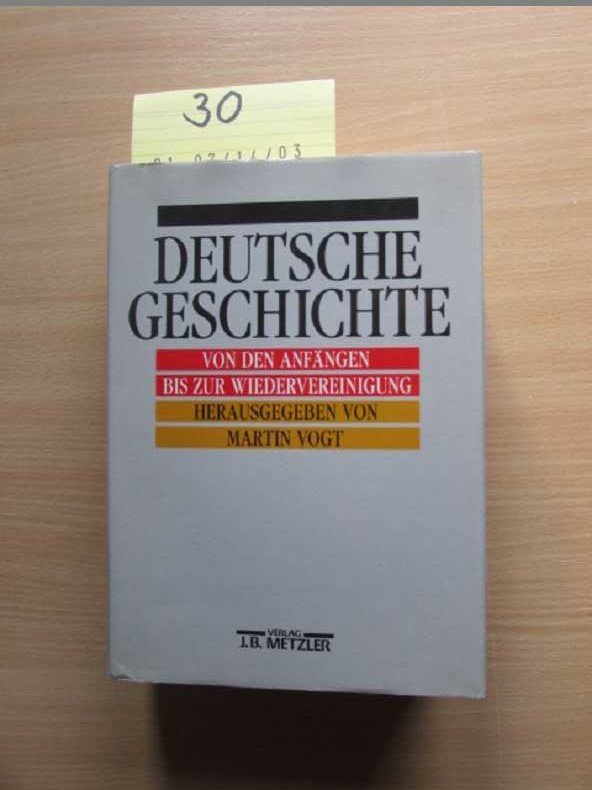 30
DEUTSCHE
GESCHICHTE
VON DEN ANFÄNGEN
BIS ZUR WIEDERVEREINIGUNG
HERAUSGEGEBEN VON
MARTIN VOGT
VERLAG
J.B. METZLER